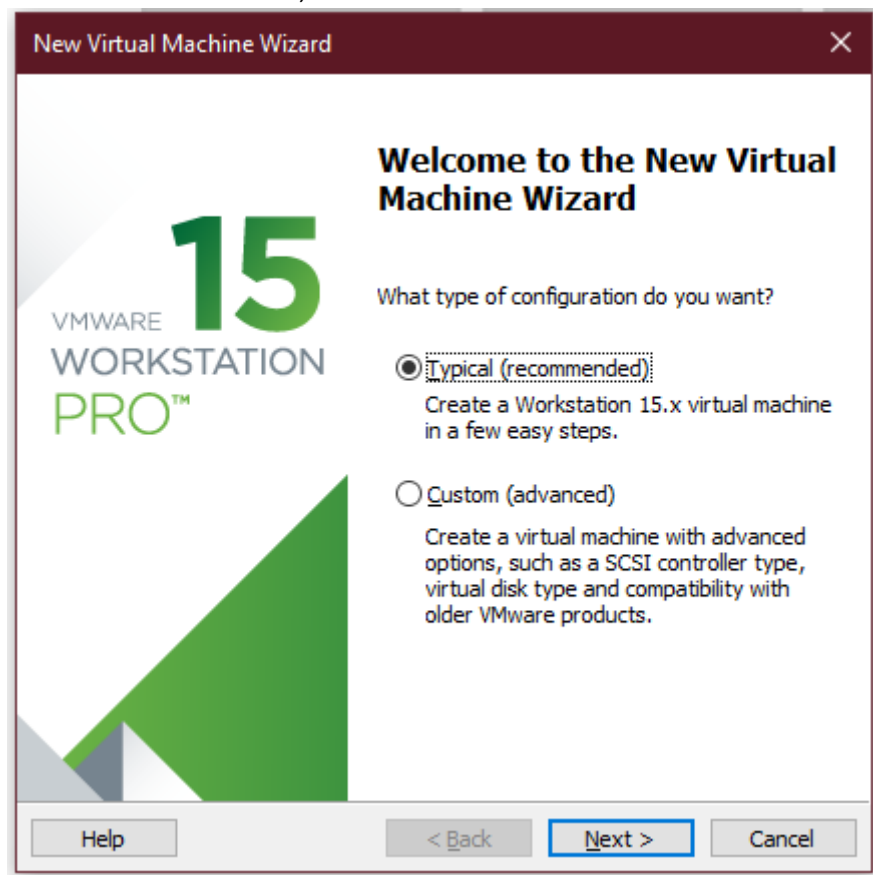 New Virtual Machine Wizard
Welcome to the New Virtual
Machine Wizard
15
VMWARE
WORKSTATION
PRO™
What type of configuration do you want?
Typical (recommended)
Create a Workstation 15.x virtual machine
in a few easy steps.
Custom (advanced)
Create a virtual machine with advanced
options, such as a SCSI controller type,
virtual disk type and compatibility with
older VMware products.
Help
< Back
Next >
Cancel